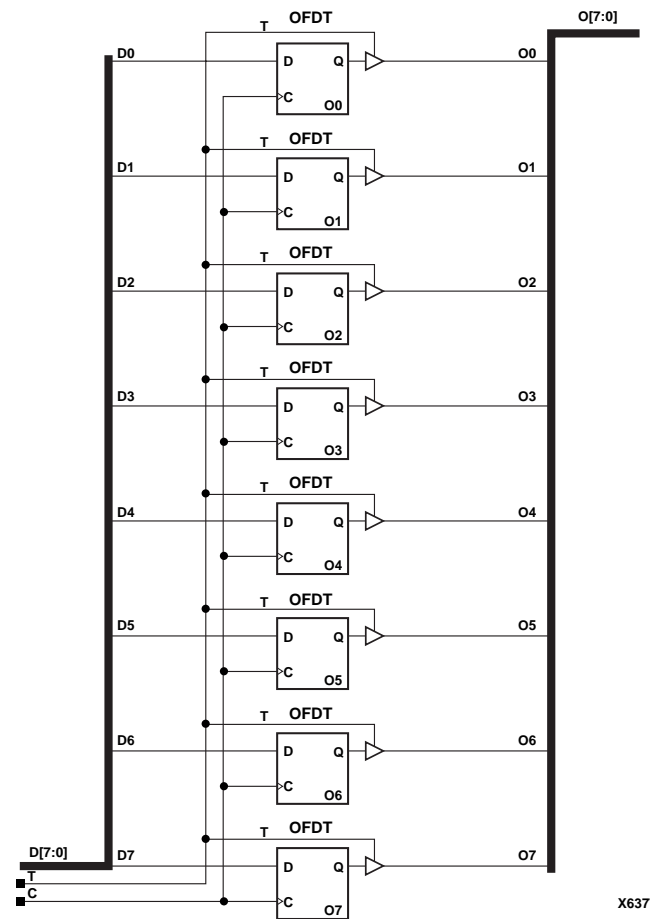 OFDT
O[7:0]
T
D0
D
Q
O0
C
O0
OFDT
T
D1
D
Q
O1
C
O1
OFDT
T
D2
D
Q
O2
C
O2
OFDT
T
D3
D
Q
O3
C
O3
OFDT
T
D4
D
Q
O4
C
O4
OFDT
T
D5
D
Q
O5
C
O5
OFDT
T
D6
D
Q
O6
C
O6
OFDT
T
D[7:0]
D7
D
Q
O7
T
C
C
O7
X637